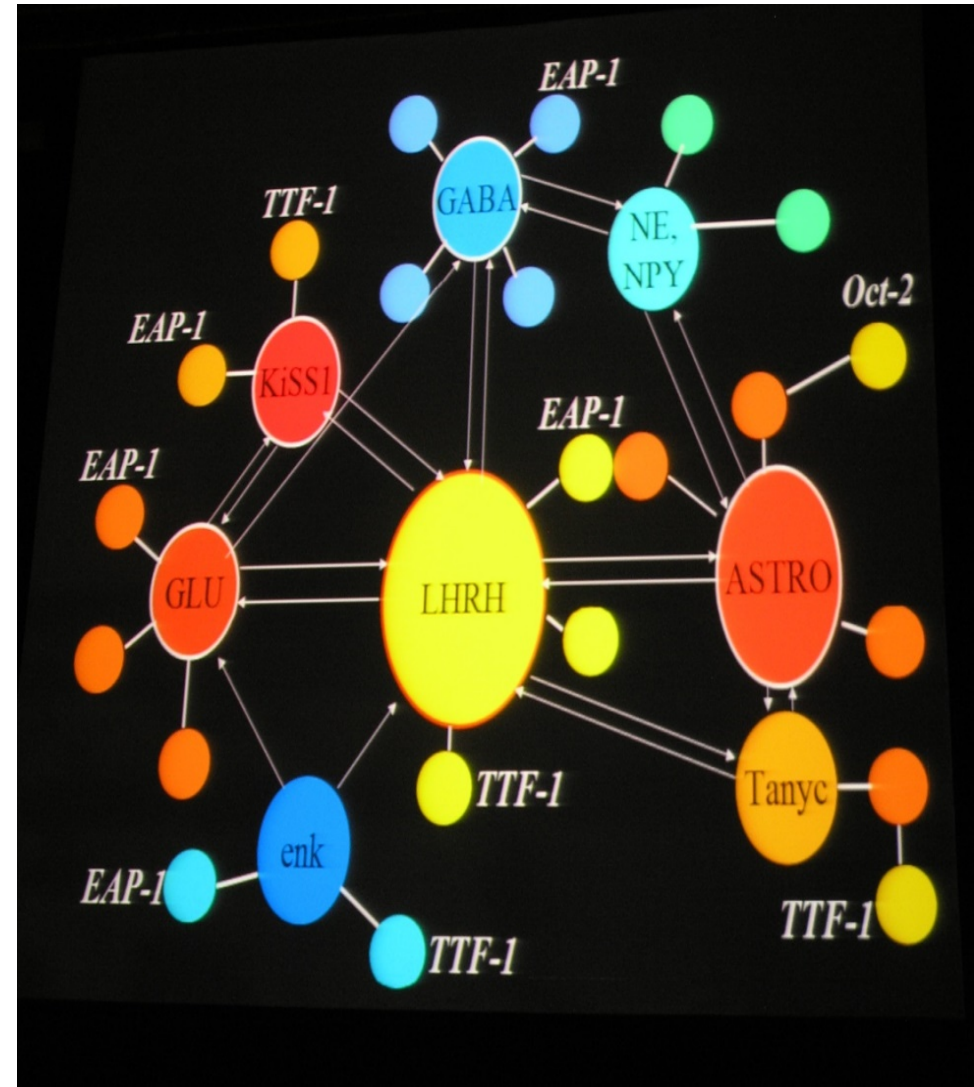 EAP-1
GABA
TTF-1
NE,
NPY
EAP-1
Oct-2
KiSS1
EAP-1
EAP-1
GLU
LHRH
ASTRO
TTF-1
Tanyc
enk
EAP-1
TTF-1
TTF-1